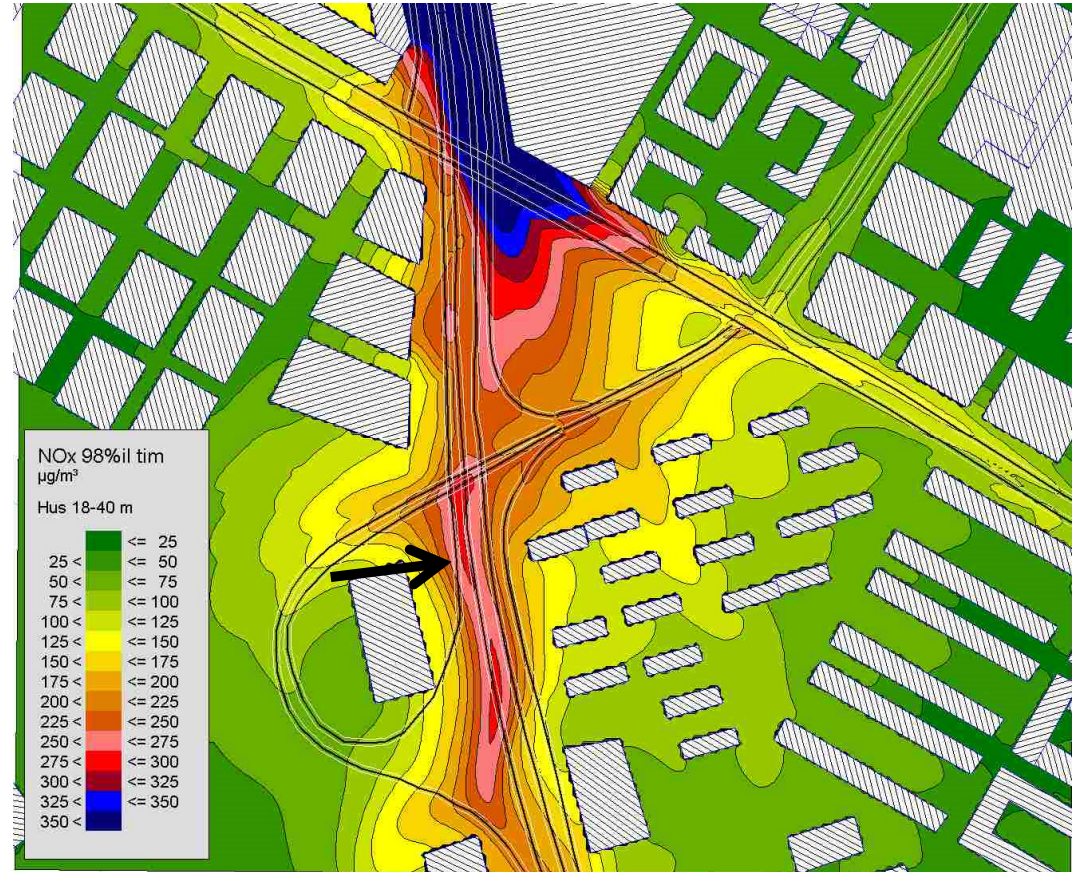 NOx 98%il tim
µg/m³
Hus 18-40 m
<= 25
25 < <= 50
50 < <= 75
75 < <= 100
100 < <= 125
125 < <= 150
150 < <= 175
175 < <= 200
200 < <= 225
225 < <= 250
250 < <= 275
275 < <= 300
300 < <= 325
325 < <= 350
350 <